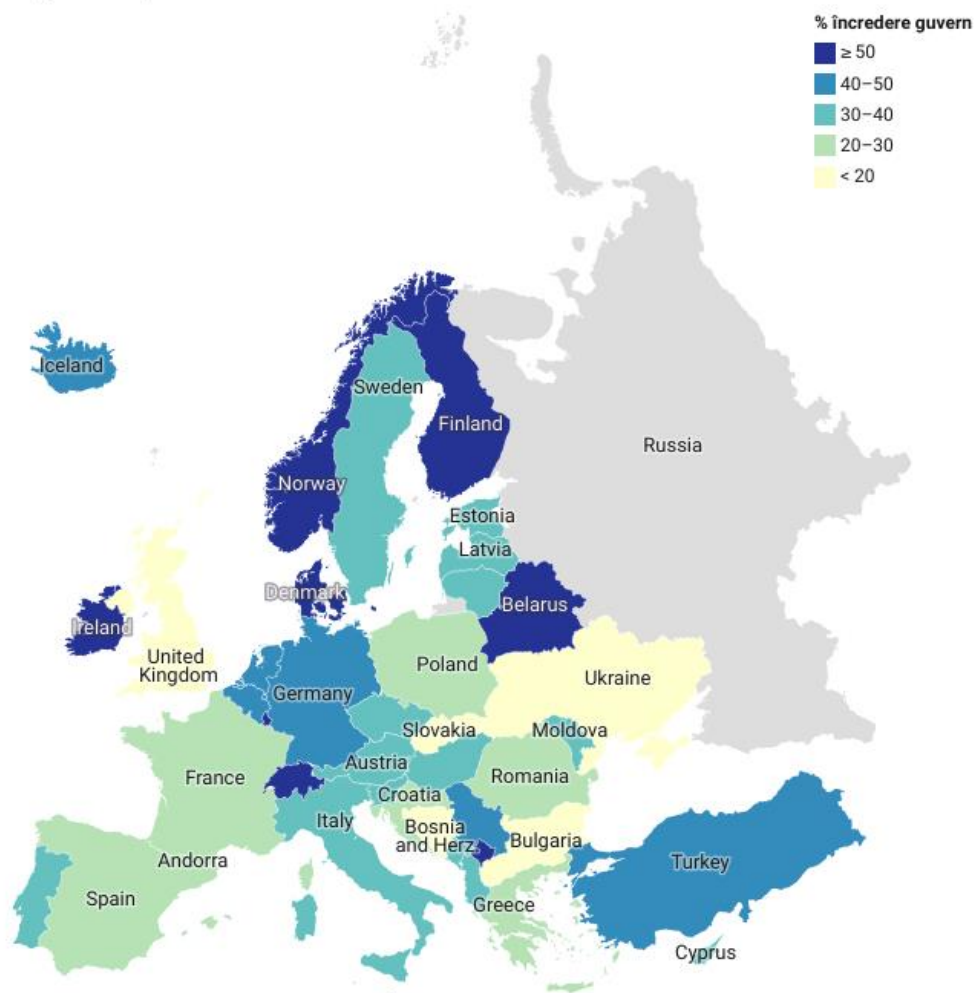 % încredere guvern
≥ 50
40–50
30–40
20–30
< 20
Iceland
Sweden
Finland
Norway
Russia
Estonia
Latvia
Denmark
Belarus
Ireland
United
Kingdom
Poland
Ukraine
Germany
Slovakia
Moldova
Austria
France
Romania
Croatia
Italy
Bosnia
and Herz.
Bulgaria
Andorra
Turkey
Spain
Greece
Cyprus